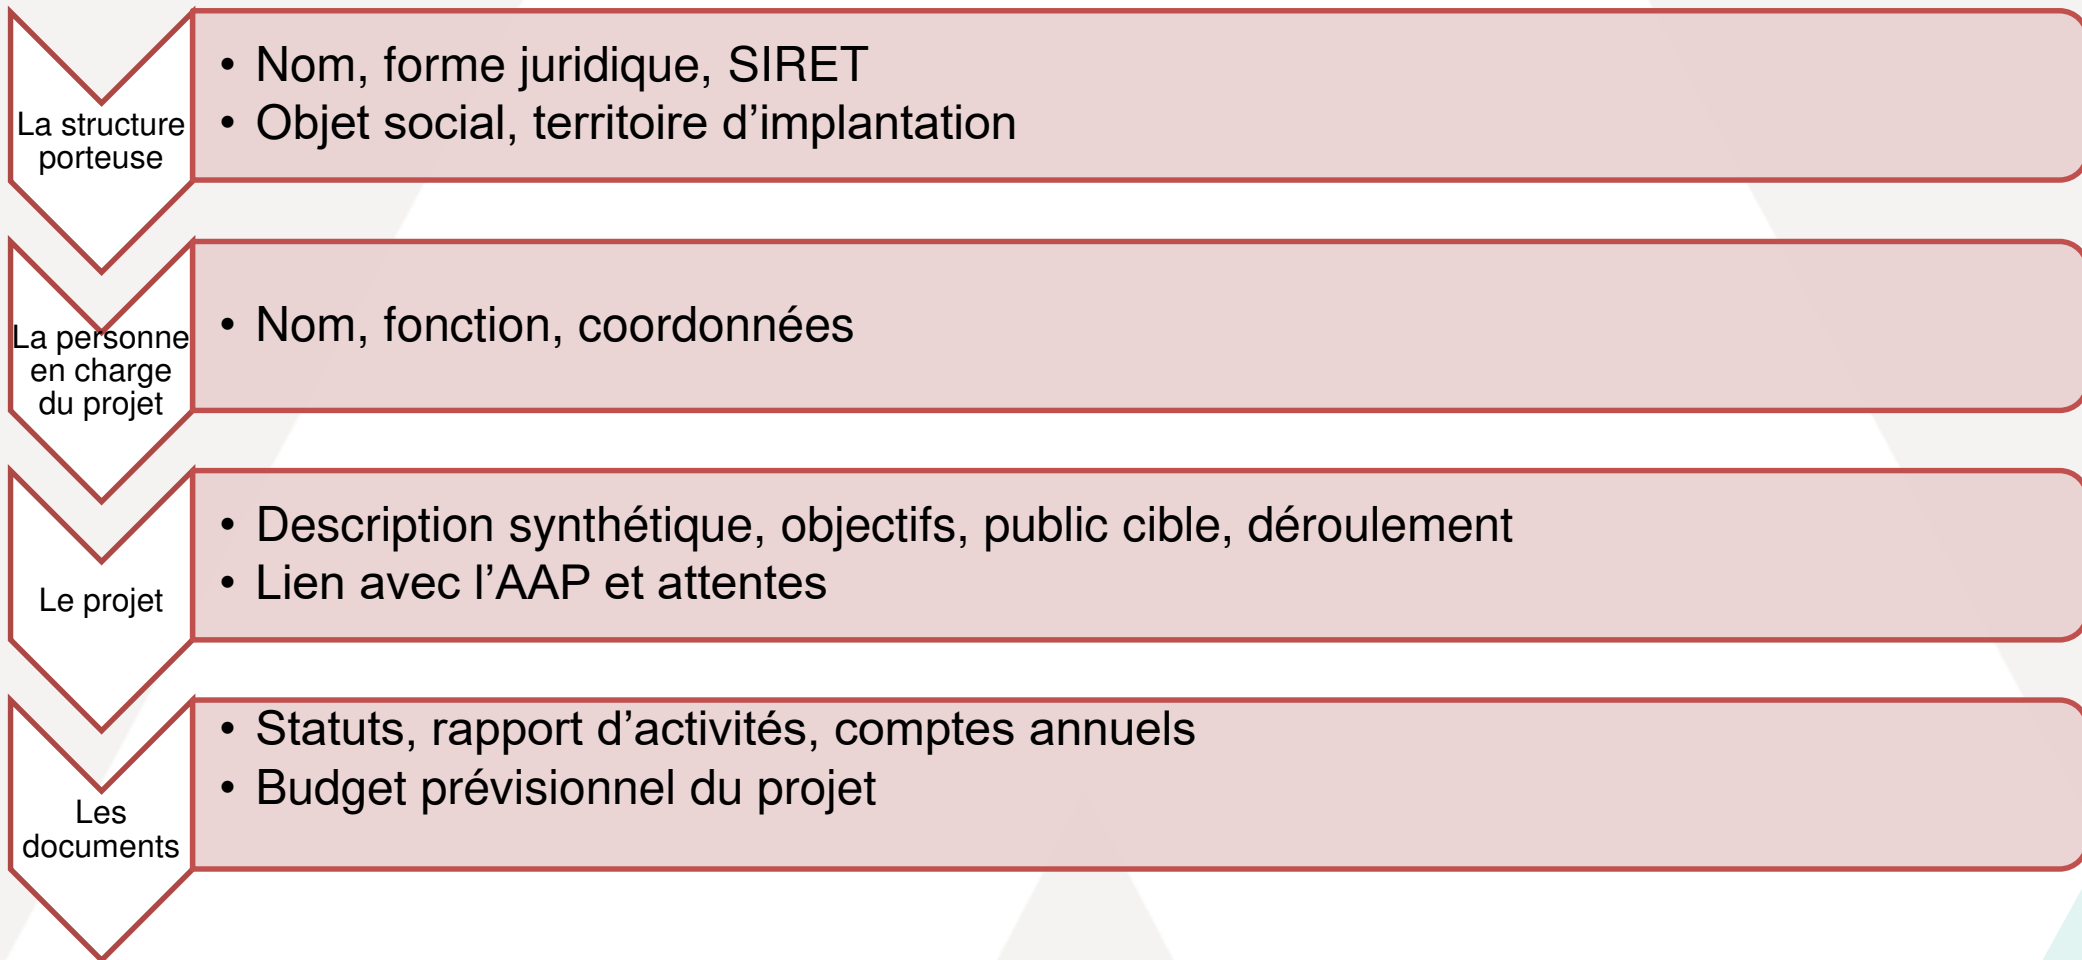 La structure
porteuse
• Nom, forme juridique, SIRET
• Objet social, territoire d’implantation
La personne
en charge
du projet
• Nom, fonction, coordonnées
Le projet
• Description synthétique, objectifs, public cible, déroulement
• Lien avec l’AAP et attentes
Les
documents
• Statuts, rapport d’activités, comptes annuels
• Budget prévisionnel du projet